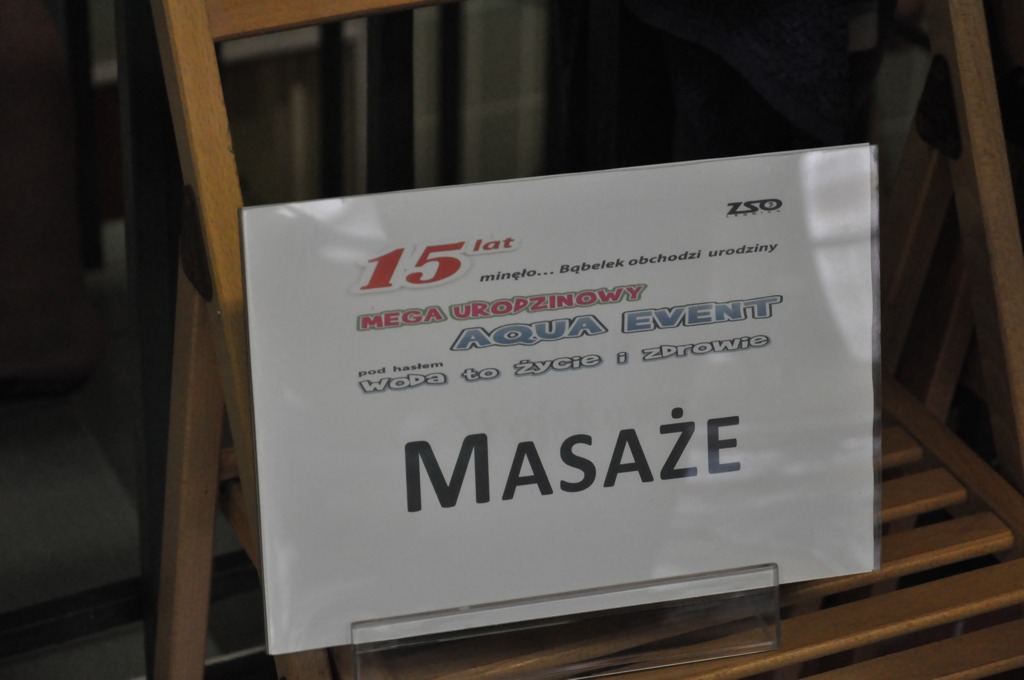 ZSO
15 lat
minęło... Bąbelek obchodzi urodziny
MEGA URODZINOWY
AQUA EVENT
pod hasłem
WODA to życie i zdrowie
MASAŻE